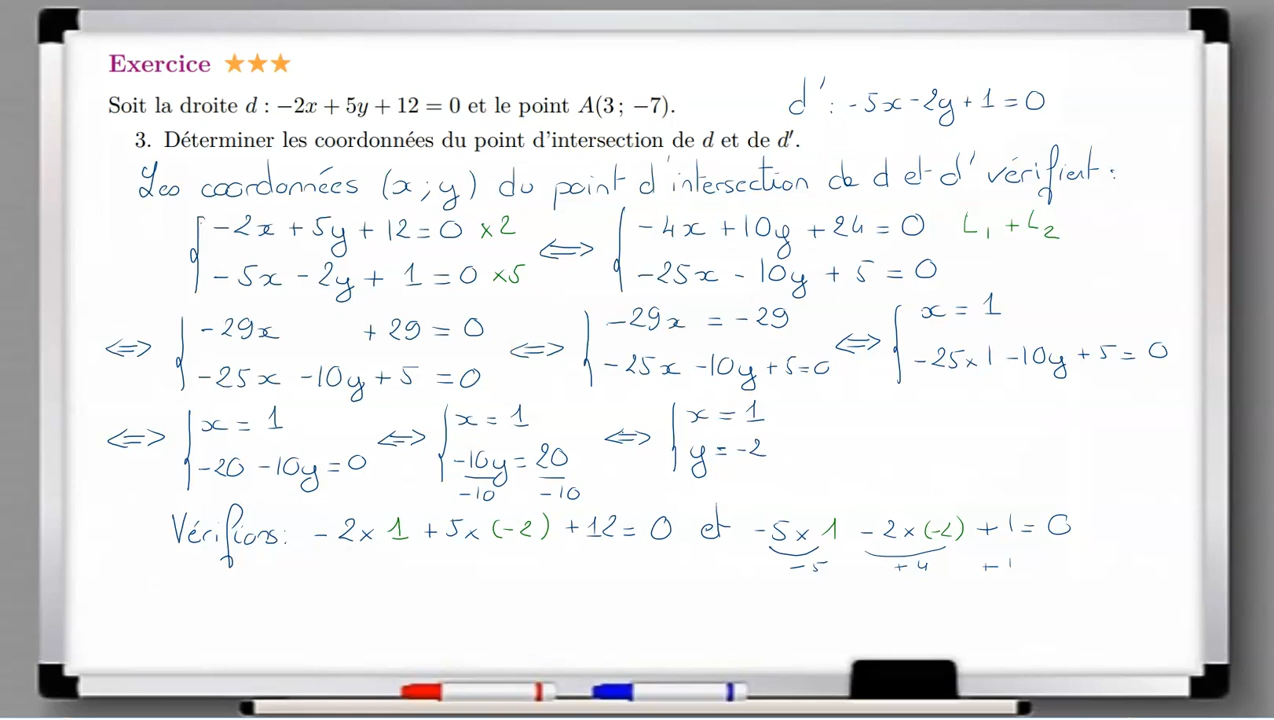 Exercice ★★★
Soit la droite d : −2x + 5y + 12 = 0 et le point A(3 ; −7).
d' : -5x - 2y + 1 = 0
3. Déterminer les coordonnées du point d'intersection de d et de d′.
Les coordonnées (x ; y) du point d'intersection de d et d' vérifient :
{ -2x + 5y + 12 = 0 ×2 ⟺ { -4x + 10y + 24 = 0 L1 + L2
-5x - 2y + 1 = 0 ×5 -25x - 10y + 5 = 0
⟺ { -29x + 29 = 0 ⟺ { -29x = -29 ⟺ { x = 1
-25x - 10y + 5 = 0 -25x - 10y + 5 = 0 -25×1 - 10y + 5 = 0
⟺ { x = 1 ⟺ { x = 1 ⟺ { x = 1
-20 - 10y = 0 -10y = 20 y = -2
-10 -10
Vérifions : -2× 1 + 5× (-2) + 12 = 0 et -5 × 1 - 2 × (-2) + 1 = 0
-5 +4 +1